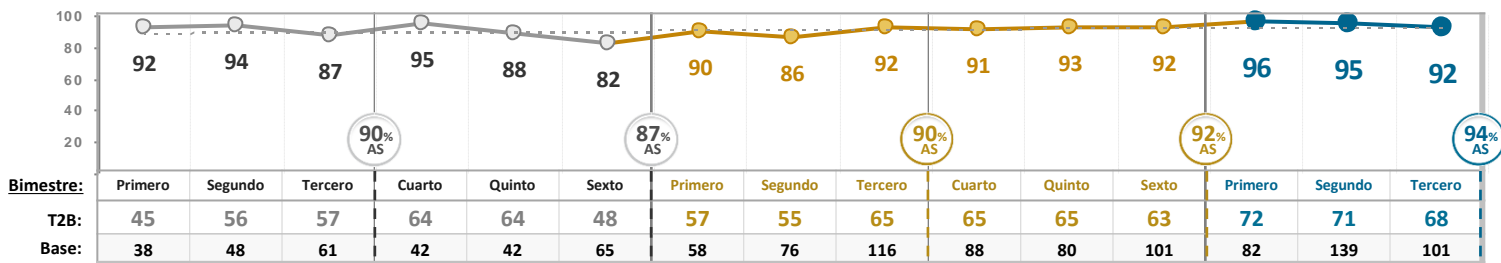 100
92 94 87 95 88 82 90 86 92 91 93 92 96 95 92
80
60
40
90% AS 87% AS 90% AS 92% AS 94% AS
20
Bimestre: Primero Segundo Tercero Cuarto Quinto Sexto Primero Segundo Tercero Cuarto Quinto Sexto Primero Segundo Tercero
T2B: 45 56 57 64 64 48 57 55 65 65 65 63 72 71 68
Base: 38 48 61 42 42 65 58 76 116 88 80 101 82 139 101